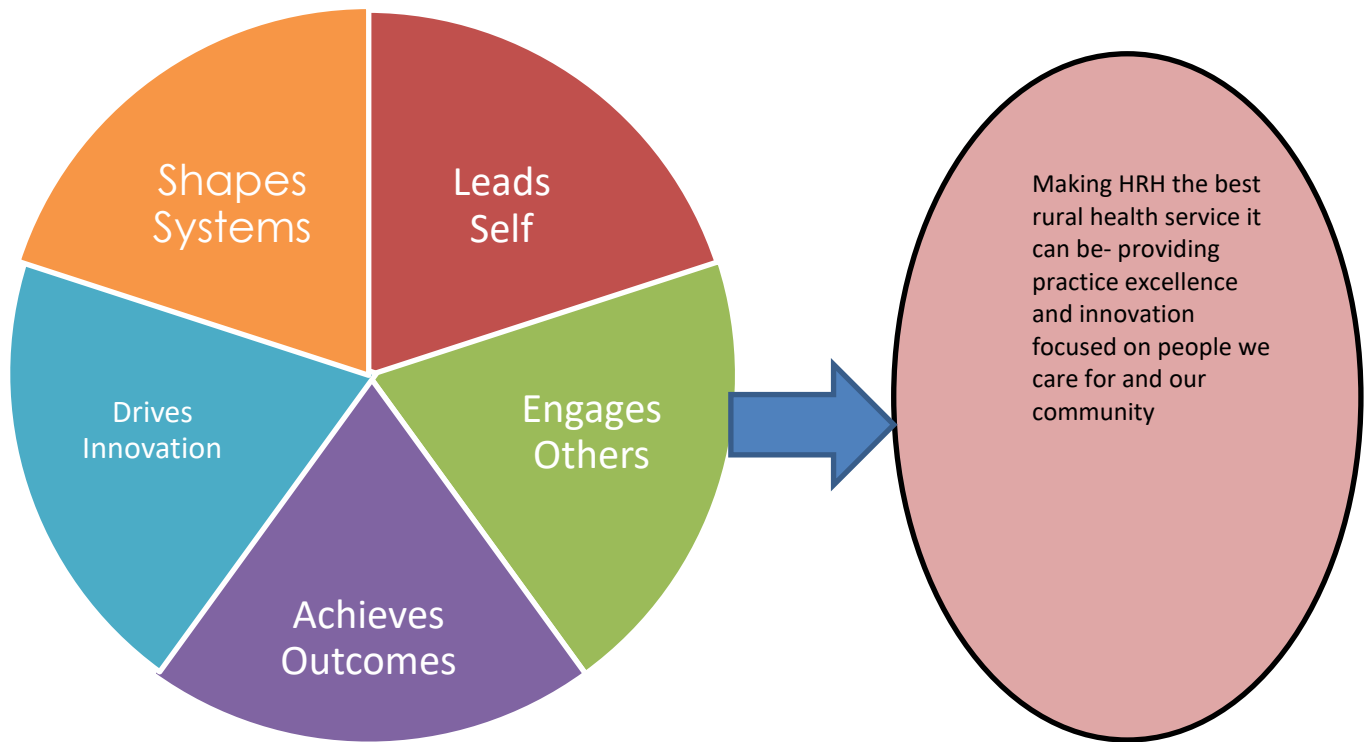 Shapes
Systems
Leads
Self
Engages
Others
Achieves
Outcomes
Drives
Innovation
Making HRH the best
rural health service it
can be- providing
practice excellence
and innovation
focused on people we
care for and our
community